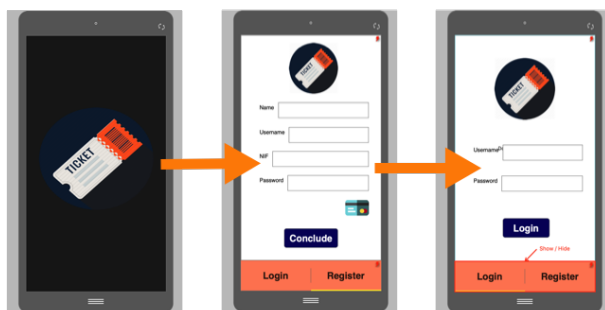 TICKET
TICKET
Name
Username
NIF
Password
Conclude
Login Register
TICKET
Username
Password
Login
Show / Hide
Login Register